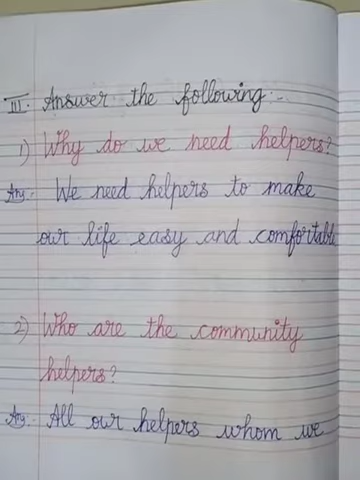 III. Answer the following :-
1) Why do we need helpers?
Ans:- We need helpers to make
our life easy and comfortable
2) Who are the community
helpers?
Ans:- All our helpers whom we